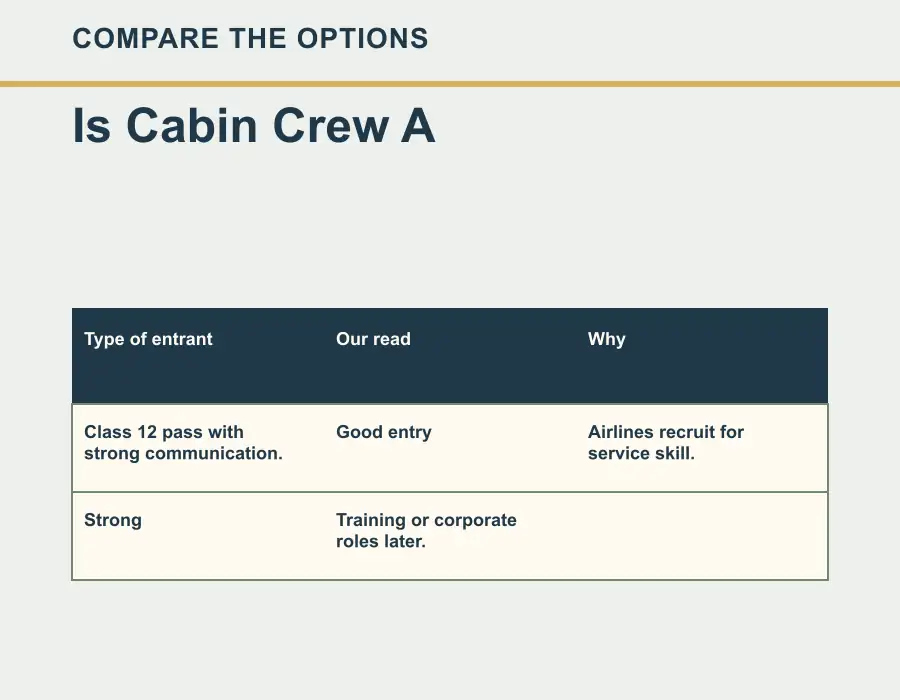 COMPARE THE OPTIONS
Is Cabin Crew A
Type of entrant Our read Why
Class 12 pass with
strong communication.
Good entry
Airlines recruit for
service skill.
Strong
Training or corporate
roles later.